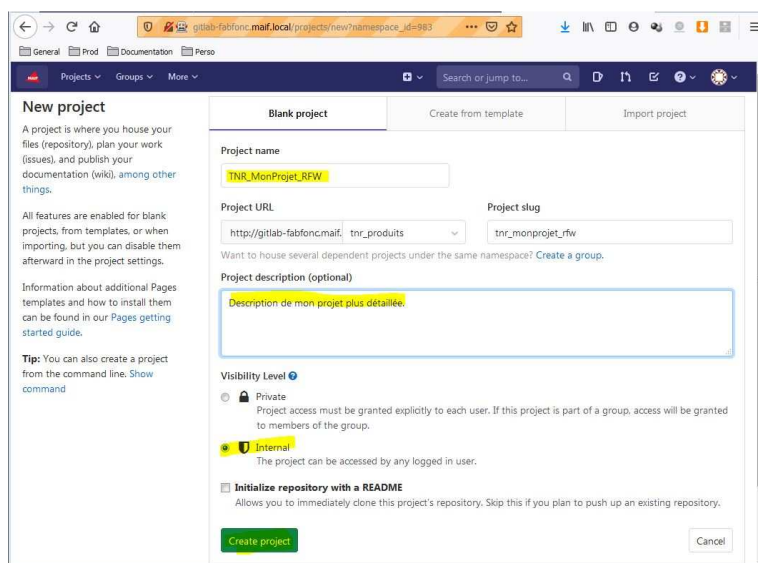 gitlab-fabfonc.maif.local/projects/new?namespace_id=983
General Prod Documentation Perso
Projects Groups More Search or jump to...
New project
A project is where you house your
files (repository), plan your work
(issues), and publish your
documentation (wiki), among other
things.
All features are enabled for blank
projects, from templates, or when
importing, but you can disable them
afterward in the project settings.
Information about additional Pages
templates and how to install them
can be found in our Pages getting
started guide.
Tip: You can also create a project
from the command line. Show
command
Blank project Create from template Import project
Project name
TNR_MonProjet_RFW
Project URL Project slug
http://gitlab-fabfonc.maif. tnr_produits tnr_monprojet_rfw
Want to house several dependent projects under the same namespace? Create a group.
Project description (optional)
Description de mon projet plus détaillée.
Visibility Level
Private
Project access must be granted explicitly to each user. If this project is part of a group, access will be granted
to members of the group.
Internal
The project can be accessed by any logged in user.
Initialize repository with a README
Allows you to immediately clone this project's repository. Skip this if you plan to push up an existing repository.
Create project Cancel